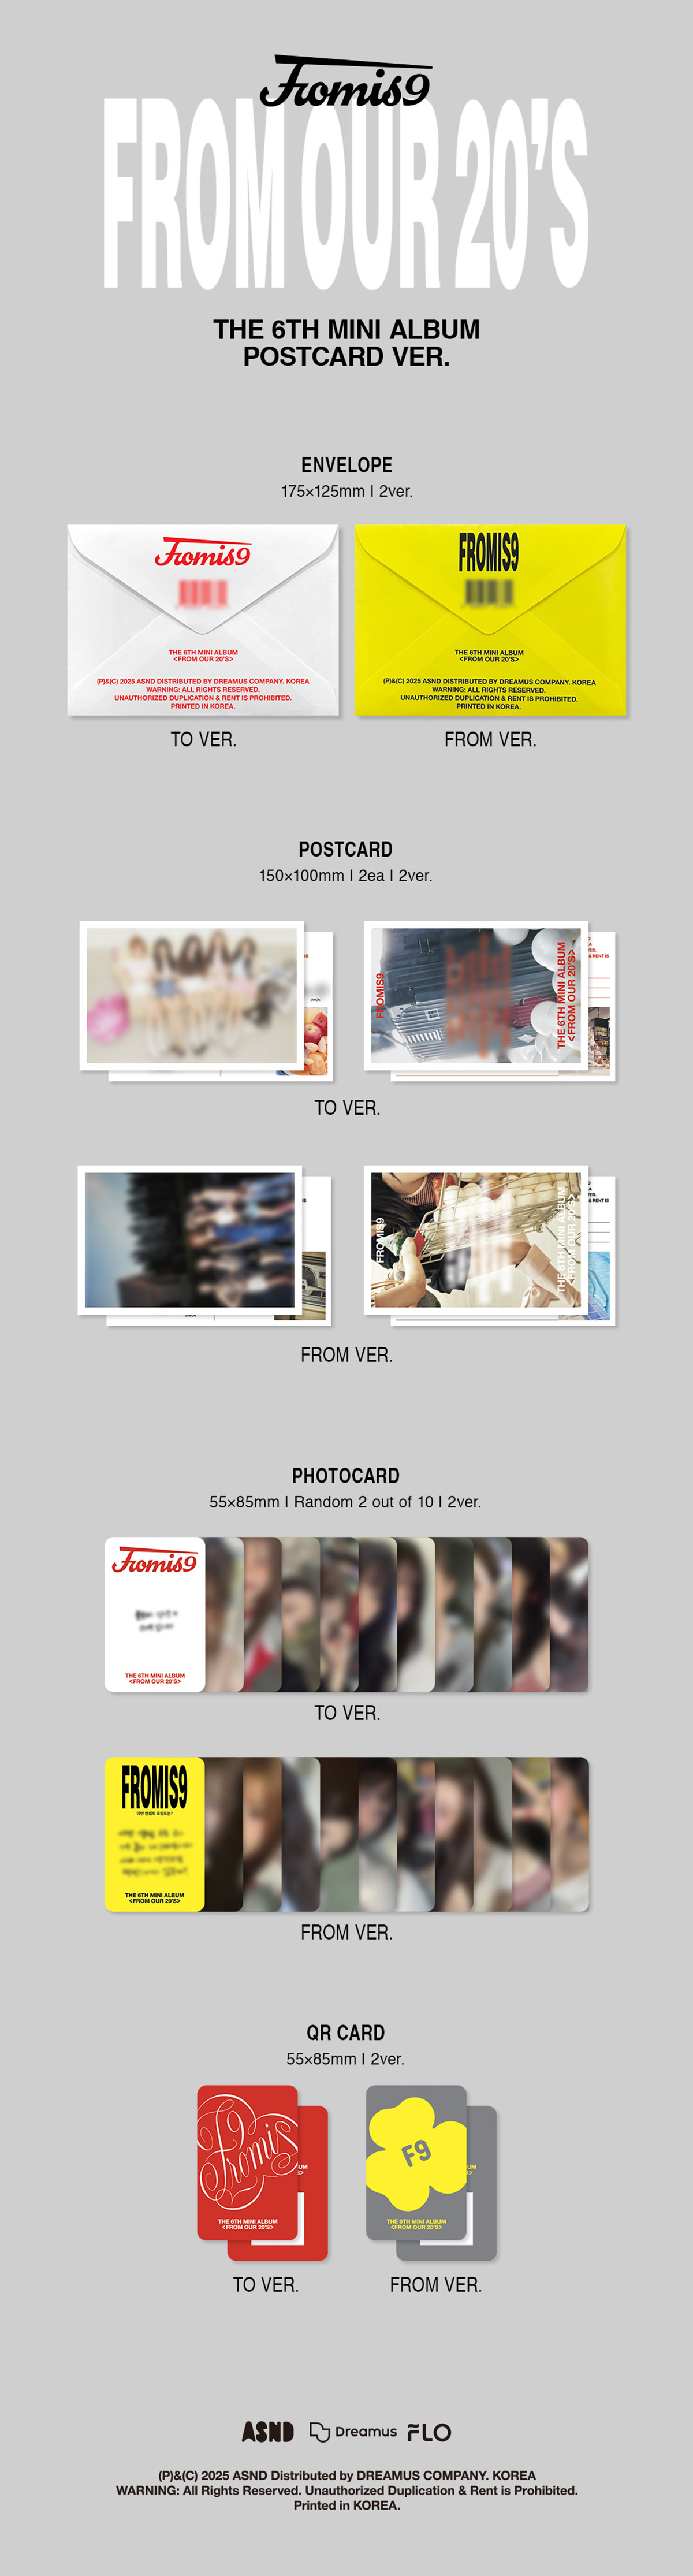 Fromis9
FROM OUR 20'S
THE 6TH MINI ALBUM
POSTCARD VER.
ENVELOPE
175×125mm I 2ver.
Fromis9
THE 6TH MINI ALBUM
<FROM OUR 20'S>
(P)&(C) 2025 ASND DISTRIBUTED BY DREAMUS COMPANY. KOREA
WARNING: ALL RIGHTS RESERVED.
UNAUTHORIZED DUPLICATION & RENT IS PROHIBITED.
PRINTED IN KOREA.
TO VER.
FROMIS9
THE 6TH MINI ALBUM
<FROM OUR 20'S>
(P)&(C) 2025 ASND DISTRIBUTED BY DREAMUS COMPANY. KOREA
WARNING: ALL RIGHTS RESERVED.
UNAUTHORIZED DUPLICATION & RENT IS PROHIBITED.
PRINTED IN KOREA.
FROM VER.
POSTCARD
150×100mm I 2ea I 2ver.
FROMIS9
THE 6TH MINI ALBUM
<FROM OUR 20'S>
TO VER.
FROMIS9
THE 6TH MINI ALBUM
<FROM OUR 20'S>
FROM VER.
PHOTOCARD
55×85mm I Random 2 out of 10 I 2ver.
Fromis9
THE 6TH MINI ALBUM
<FROM OUR 20'S>
TO VER.
FROMIS9
THE 6TH MINI ALBUM
<FROM OUR 20'S>
FROM VER.
QR CARD
55×85mm I 2ver.
Fromis
9
THE 6TH MINI ALBUM
<FROM OUR 20'S>
TO VER.
F9
THE 6TH MINI ALBUM
<FROM OUR 20'S>
FROM VER.
ASND Dreamus FLO
(P)&(C) 2025 ASND Distributed by DREAMUS COMPANY. KOREA
WARNING: All Rights Reserved. Unauthorized Duplication & Rent is Prohibited.
Printed in KOREA.